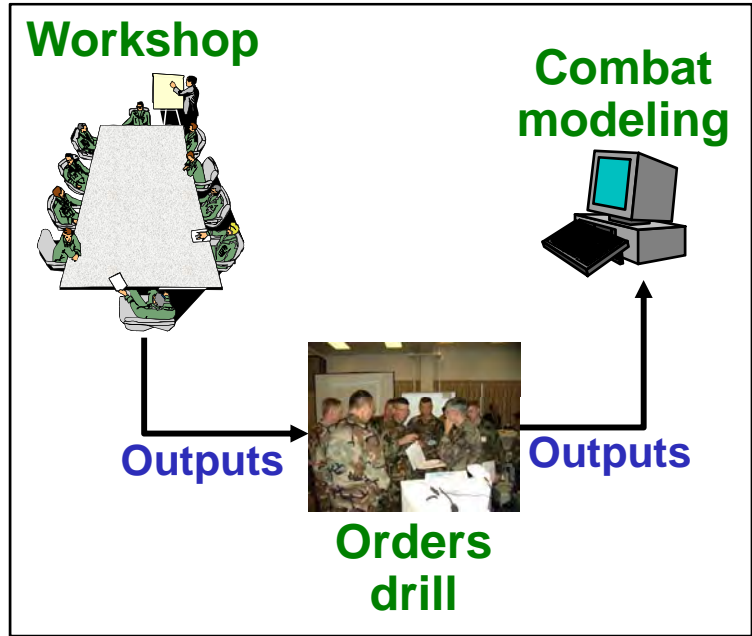 Workshop
Combat
modeling
Outputs
Outputs
Orders
drill